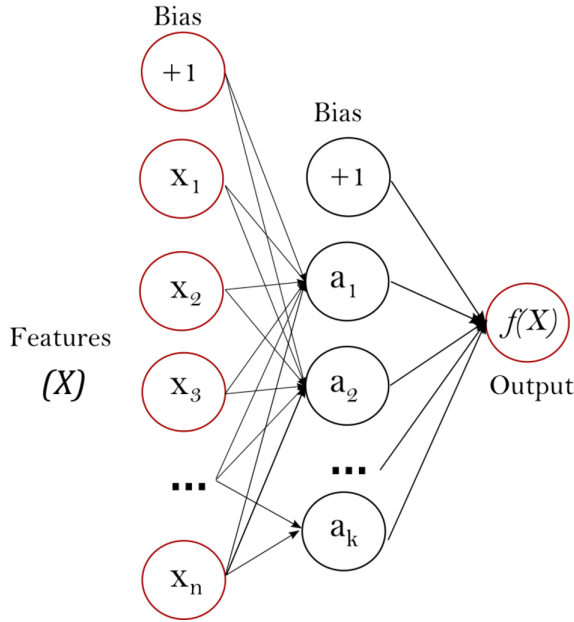 Bias
+1
x1
x2
x3
...
xn
Features
(X)
Bias
+1
a1
a2
...
ak
f(X)
Output